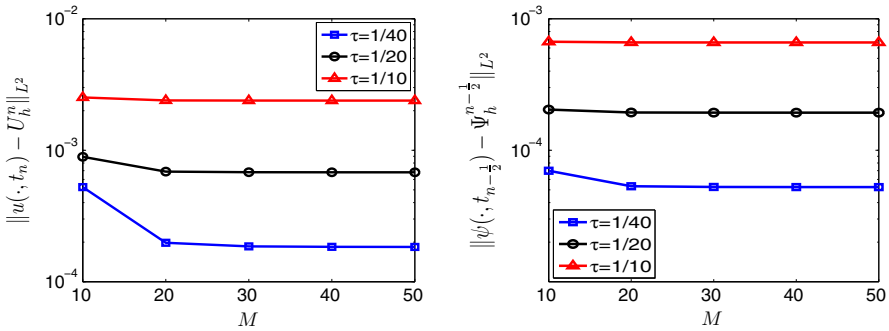 10^{-2}
10^{-3}
10^{-4}
‖u(·, t_n) − U_h^n‖_{L^2}
τ=1/40
τ=1/20
τ=1/10
10 20 30 40 50
M
10^{-3}
10^{-4}
‖ψ(·, t_{n−\frac{1}{2}}) − Ψ_h^{n−\frac{1}{2}}‖_{L^2}
τ=1/40
τ=1/20
τ=1/10
10 20 30 40 50
M